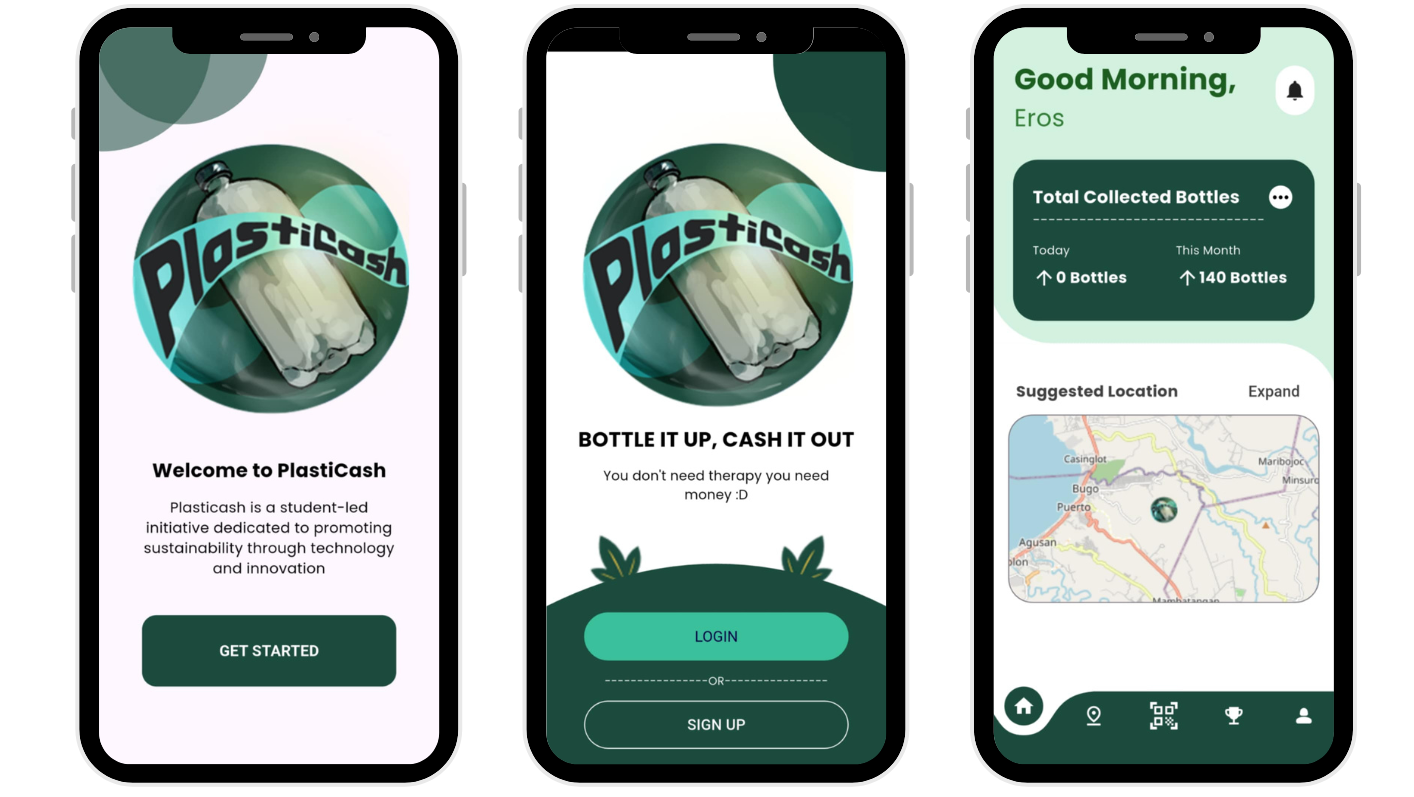 PlastiCash
Welcome to PlastiCash
Plasticash is a student-led
initiative dedicated to promoting
sustainability through technology
and innovation
GET STARTED
PlastiCash
BOTTLE IT UP, CASH IT OUT
You don't need therapy you need
money :D
LOGIN
----------------OR----------------
SIGN UP
Good Morning,
Eros
Total Collected Bottles
Today
This Month
↑ 0 Bottles
↑ 140 Bottles
Suggested Location
Expand
Casinglot
Maribojoc
Minsuro
Bugo
Puerto
Agusan
olon
Mambatangan